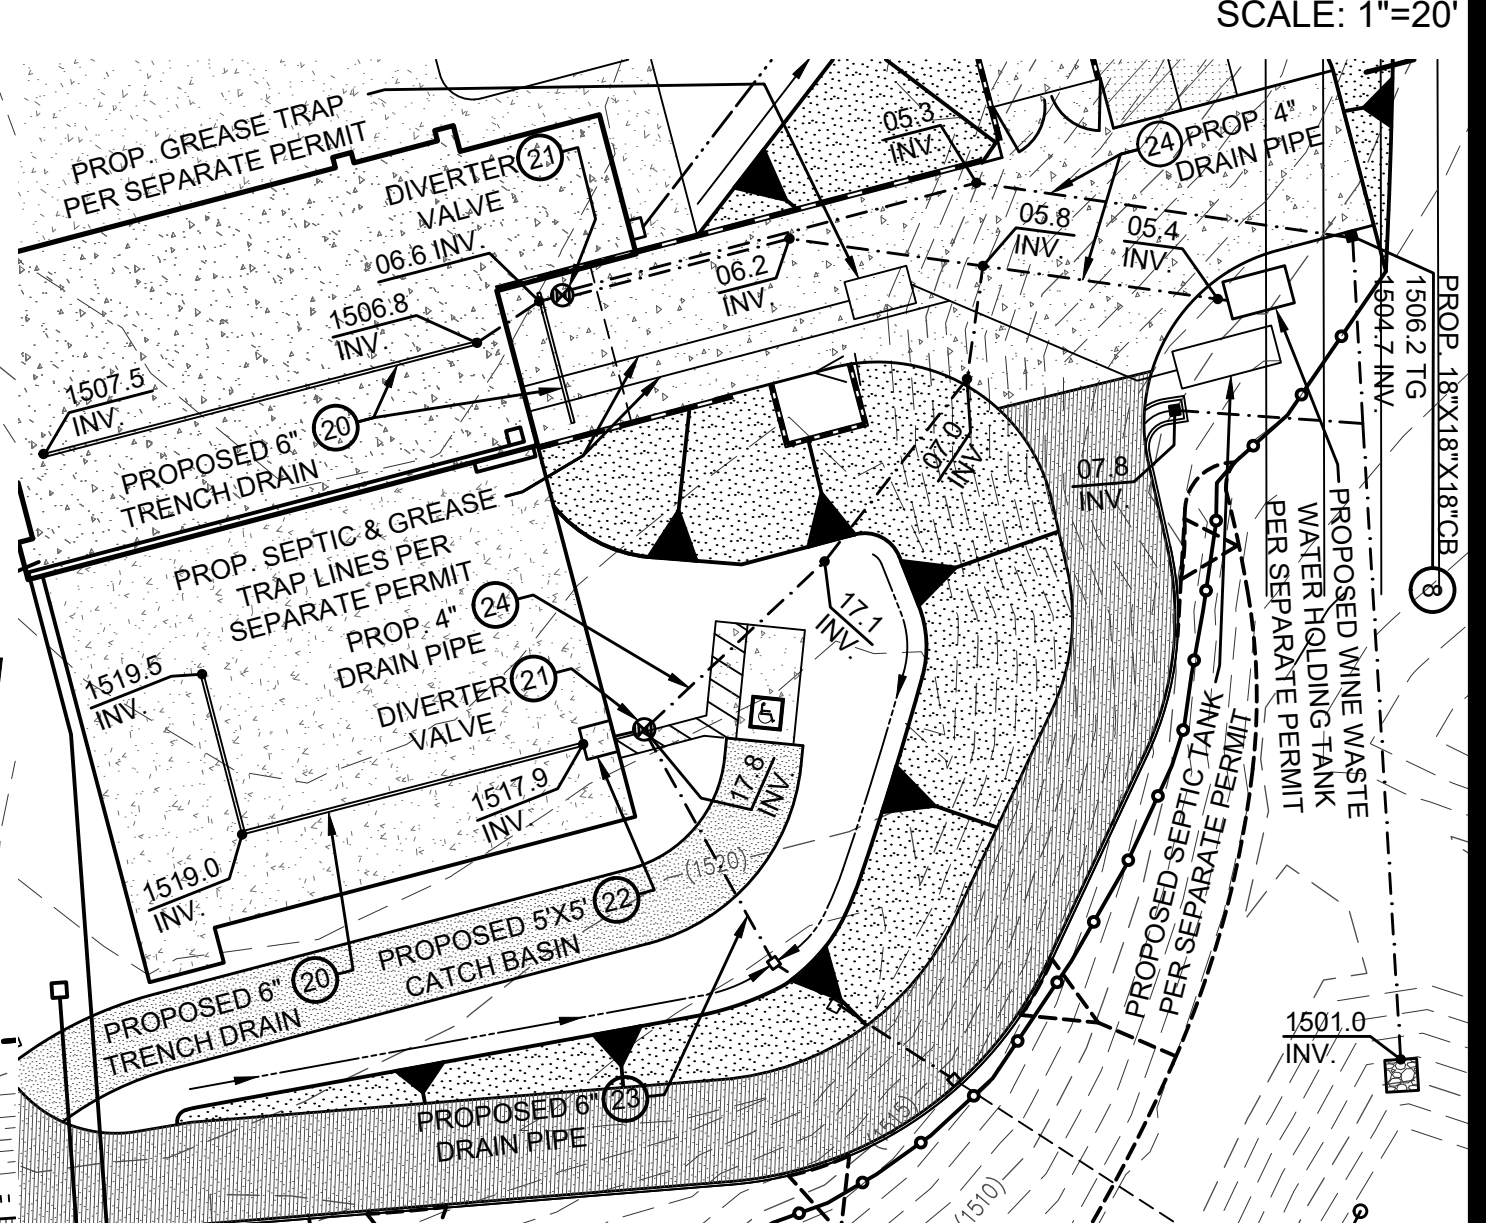 SCALE: 1"=20'
PROP. GREASE TRAP
PER SEPARATE PERMIT
DIVERTER
VALVE
21
06.6 INV.
1506.8
INV.
1507.5
INV.
05.3
INV.
24
PROP. 4"
DRAIN PIPE
05.8
INV.
05.4
INV.
06.2
INV.
PROPOSED 6"
TRENCH DRAIN
20
07.0
INV.
07.8
INV.
PROP. 18"X18"X18"CB
1506.2 TG
1504.7 INV.
8
PROP. SEPTIC & GREASE
TRAP LINES PER
SEPARATE PERMIT
PROP. 4"
DRAIN PIPE
24
DIVERTER
VALVE
21
17.1
INV.
PROPOSED WINE WASTE
WATER HOLDING TANK
PER SEPARATE PERMIT
1519.5
INV.
1517.9
INV.
17.8
INV.
PROPOSED SEPTIC TANK
PER SEPARATE PERMIT
1519.0
INV.
(1520)
PROPOSED 5'X5'
CATCH BASIN
22
PROPOSED 6"
TRENCH DRAIN
20
1501.0
INV.
PROPOSED 6"
DRAIN PIPE
23
(1515)
(1510)